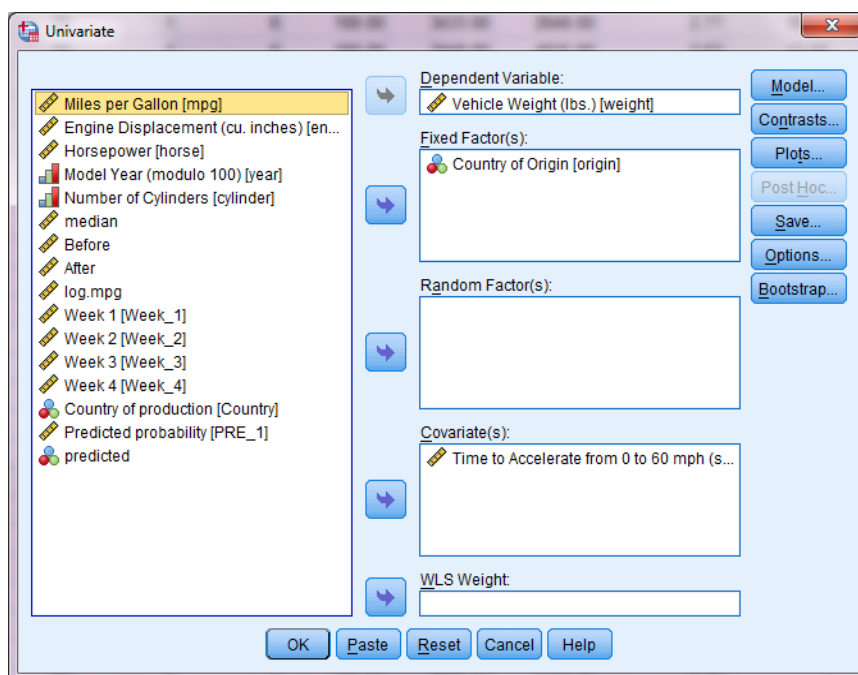 Univariate
Miles per Gallon [mpg]
Engine Displacement (cu. inches) [en...
Horsepower [horse]
Model Year (modulo 100) [year]
Number of Cylinders [cylinder]
median
Before
After
log.mpg
Week 1 [Week_1]
Week 2 [Week_2]
Week 3 [Week_3]
Week 4 [Week_4]
Country of production [Country]
Predicted probability [PRE_1]
predicted
Dependent Variable:
Vehicle Weight (lbs.) [weight]
Fixed Factor(s):
Country of Origin [origin]
Random Factor(s):
Covariate(s):
Time to Accelerate from 0 to 60 mph (s...
WLS Weight:
Model...
Contrasts...
Plots...
Post Hoc...
Save...
Options...
Bootstrap...
OK
Paste
Reset
Cancel
Help